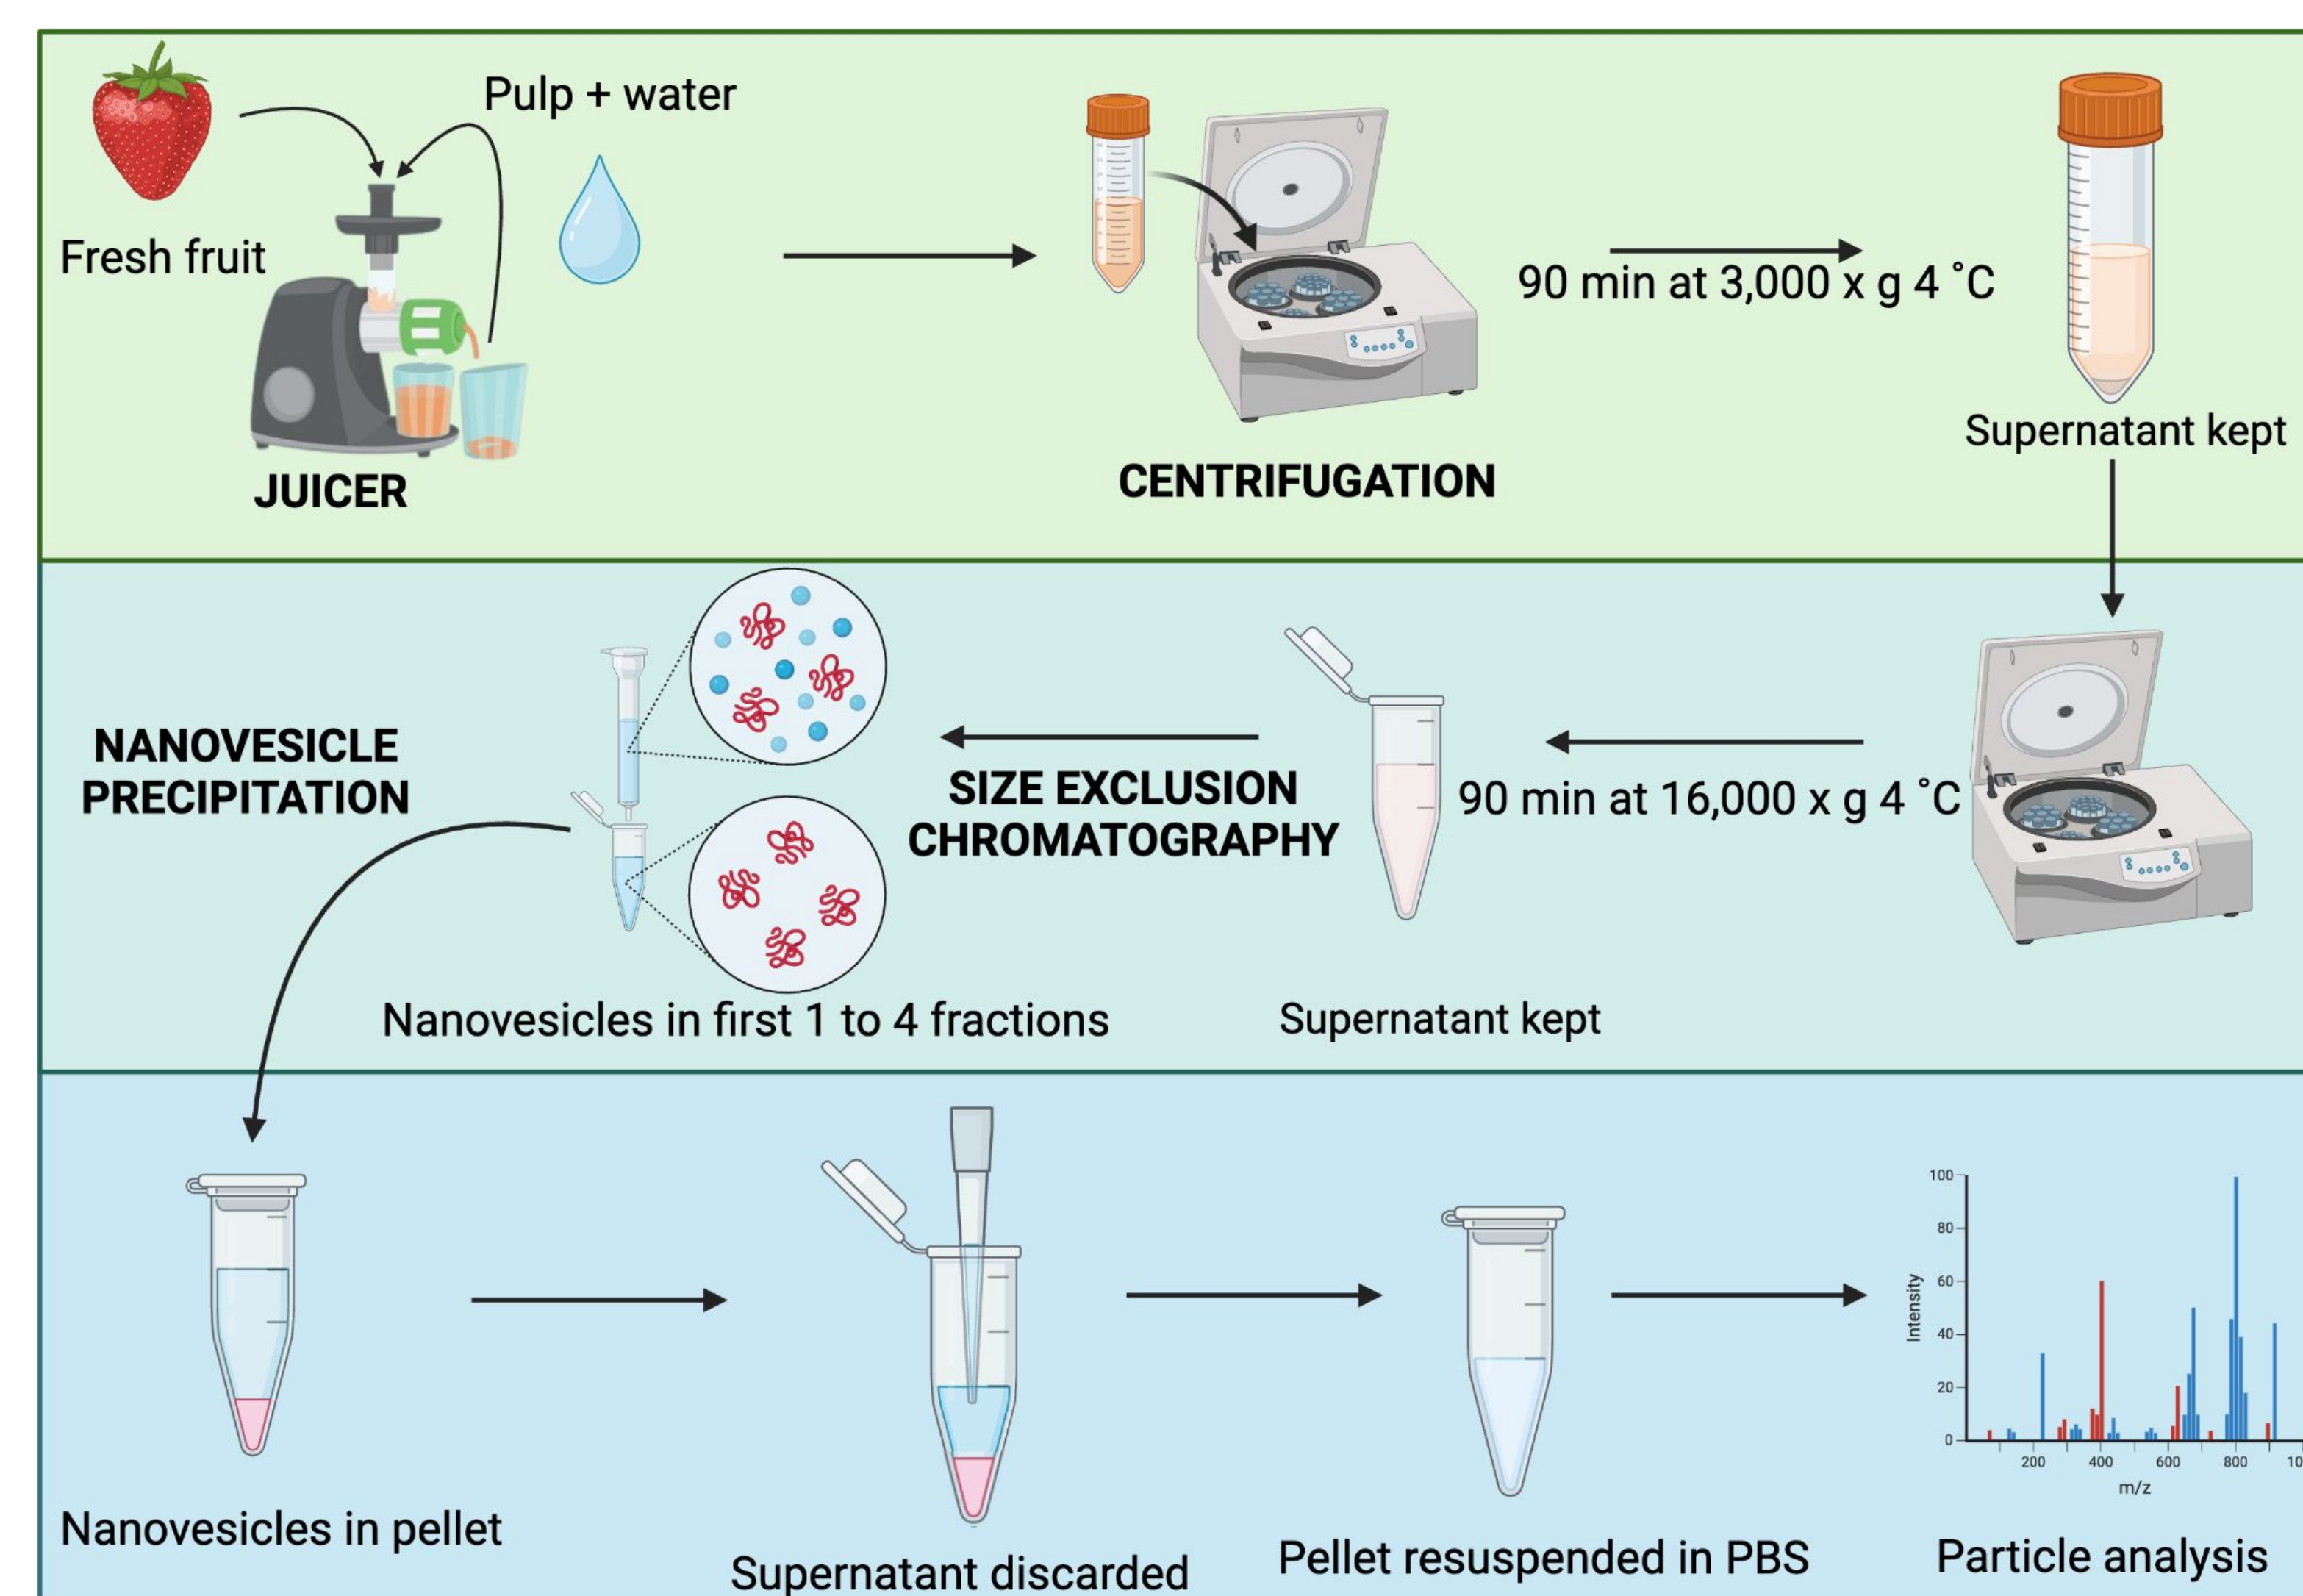 Pulp + water
Fresh fruit
JUICER
CENTRIFUGATION
90 min at 3,000 x g 4 ˚C
Supernatant kept
90 min at 16,000 x g 4 ˚C
Supernatant kept
SIZE EXCLUSION
CHROMATOGRAPHY
Nanovesicles in first 1 to 4 fractions
NANOVESICLE
PRECIPITATION
Nanovesicles in pellet
Supernatant discarded
Pellet resuspended in PBS
100
80
60
40
20
0
Intensity
200 400 600 800
m/z
Particle analysis